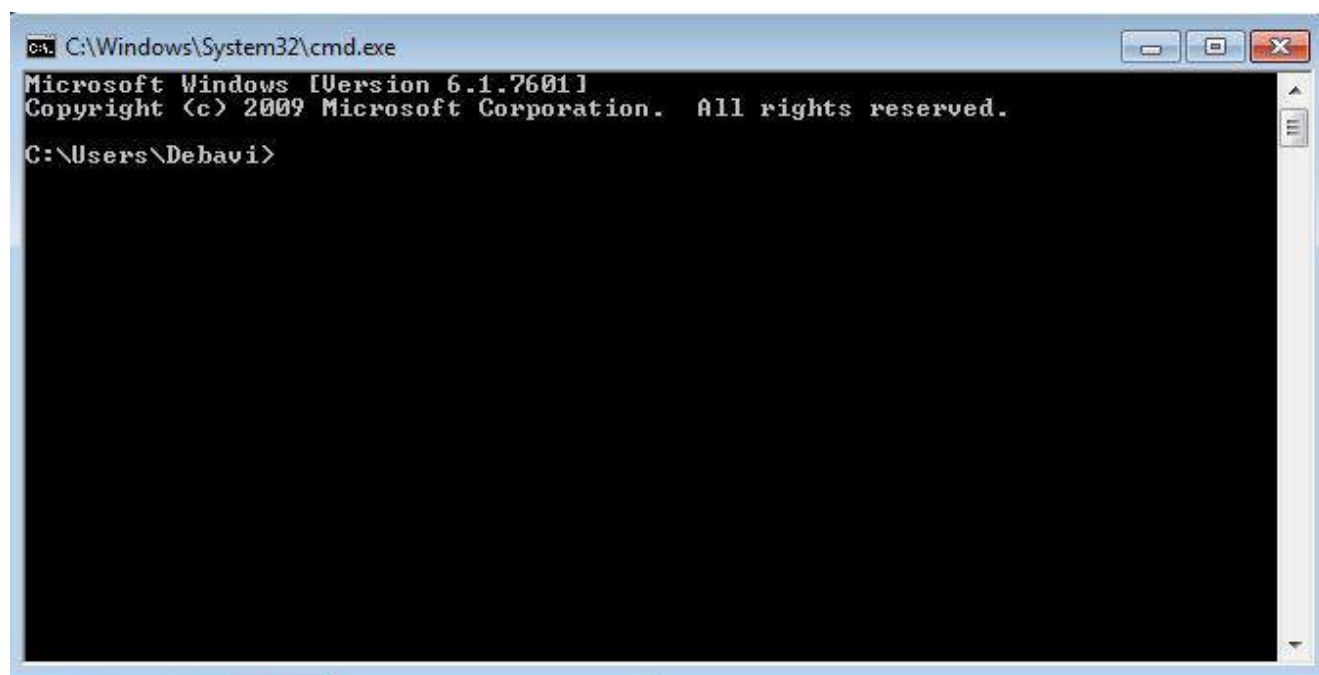 C:\Windows\System32\cmd.exe
Microsoft Windows [Version 6.1.7601]
Copyright (c) 2009 Microsoft Corporation.  All rights reserved.
C:\Users\Debavi>